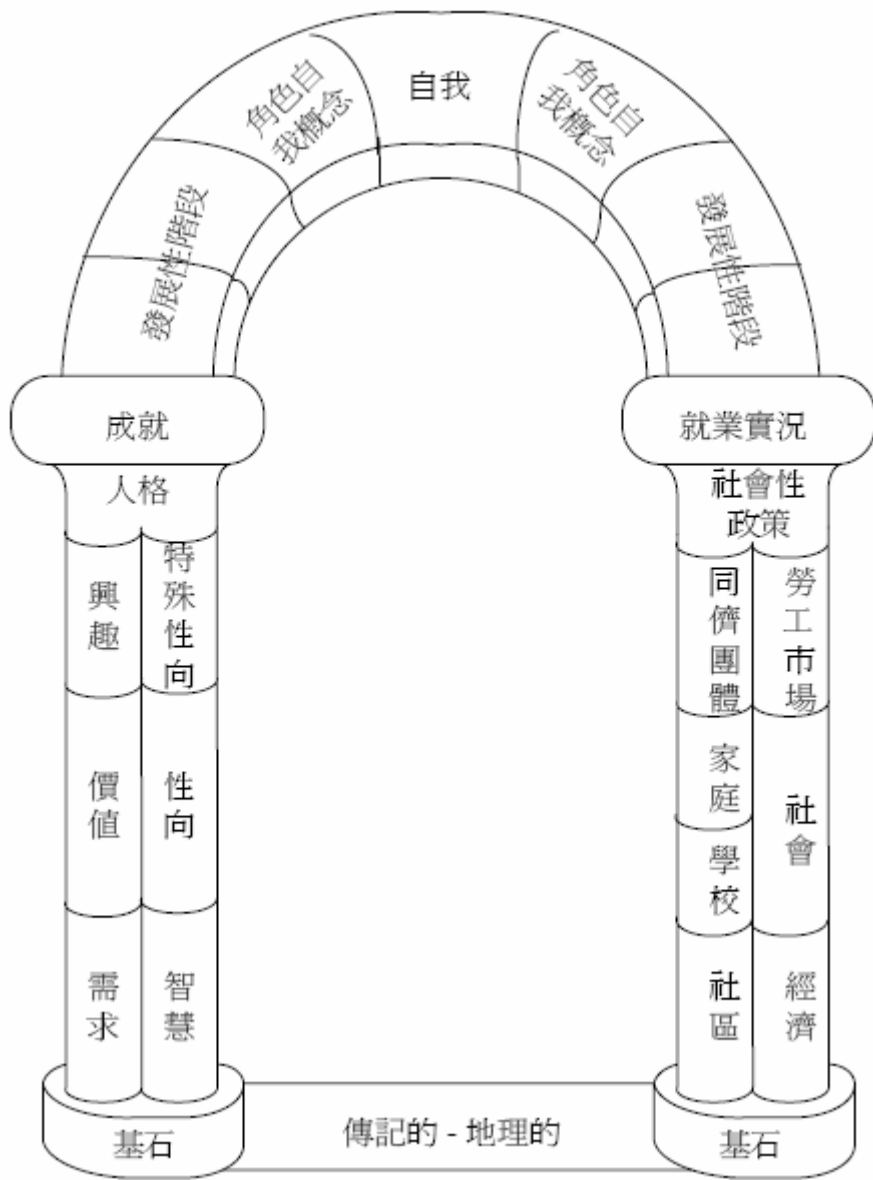 自我
角色自
我概念
角色自
我概念
發展性階段
發展性階段
成就
就業實況
人格
社會性
政策
興趣
特殊性向
同儕團體
勞工市場
價值
性向
家庭
社會
學校
需求
智慧
社區
經濟
基石
傳記的 - 地理的
基石